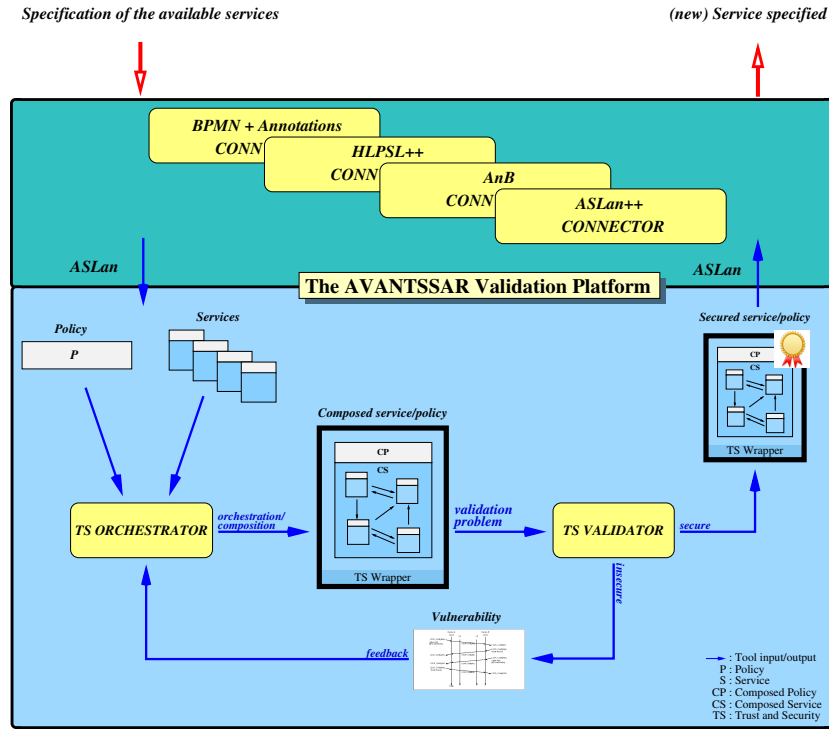 Specification of the available services
(new) Service specified
BPMN + Annotations
CONN
HLPSL++
CONN
AnB
CONN
ASLan++
CONNECTOR
ASLan
ASLan
The AVANTSSAR Validation Platform
Policy
P
Services
Secured service/policy
CP
CS
TS Wrapper
Composed service/policy
CP
CS
TS Wrapper
TS ORCHESTRATOR
orchestration/
composition
validation
problem
TS VALIDATOR
secure
insecure
Vulnerability
feedback
: Tool input/output
P : Policy
S : Service
CP : Composed Policy
CS : Composed Service
TS : Trust and Security